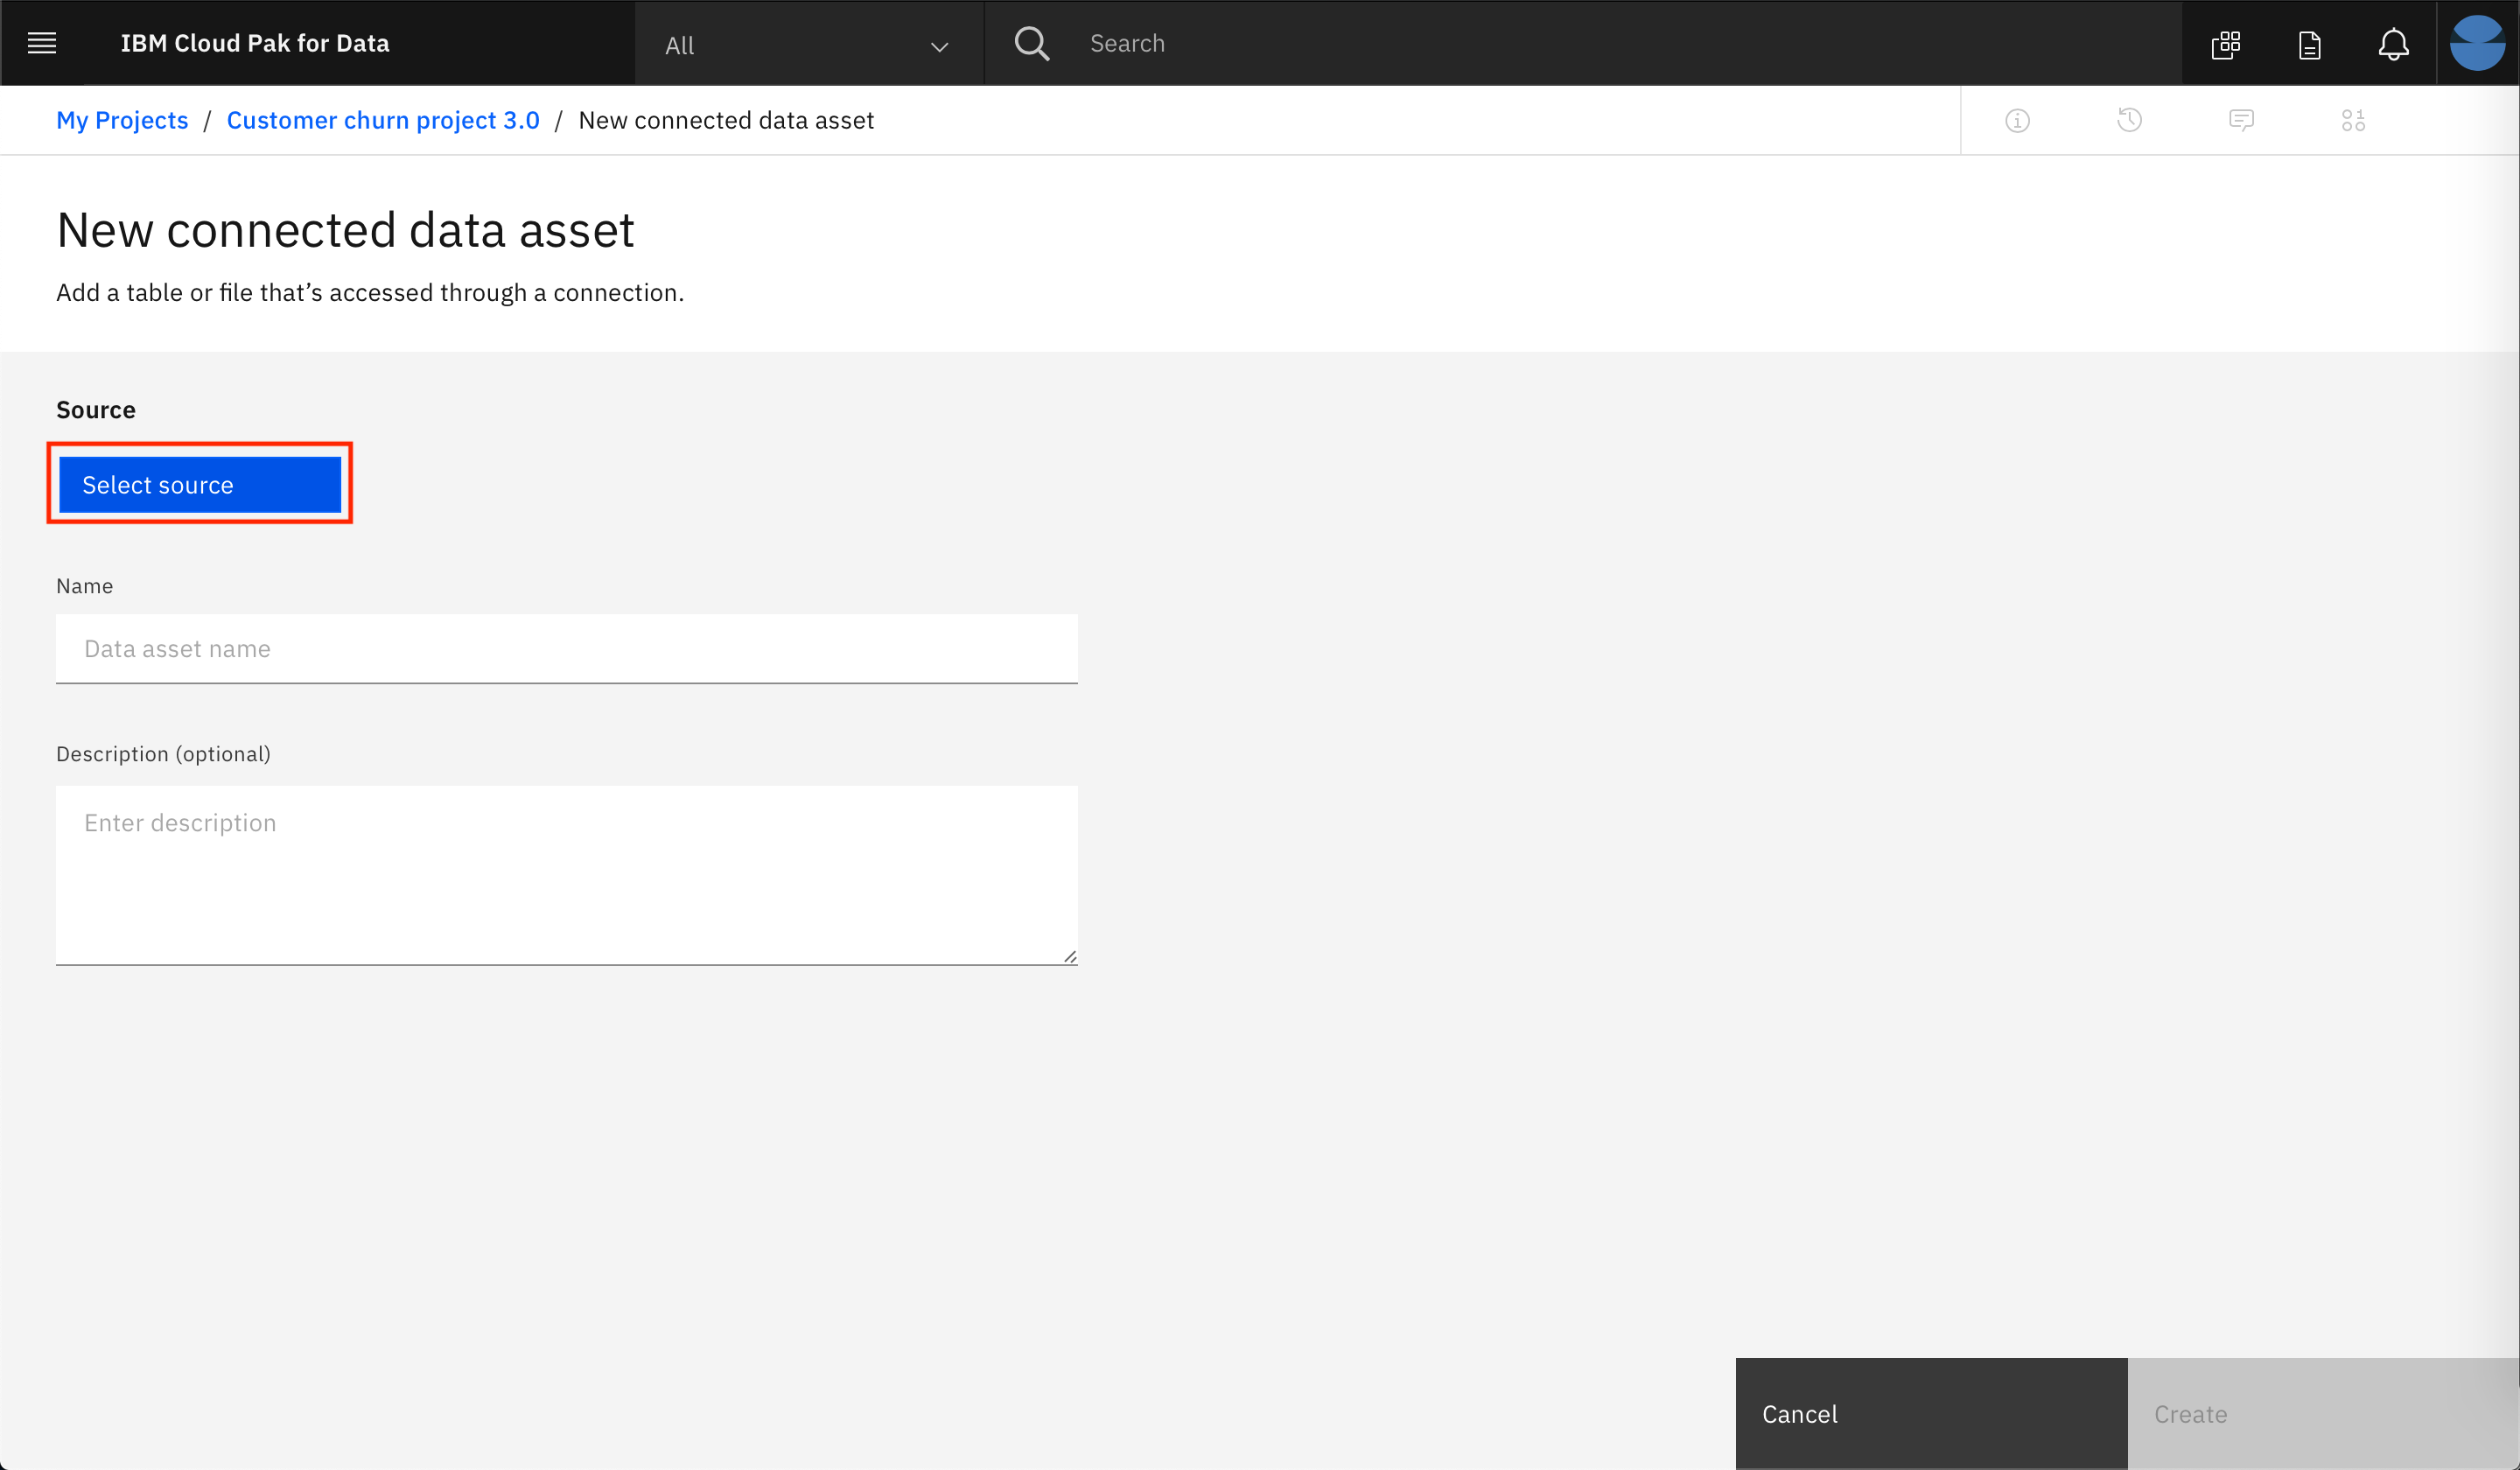 IBM Cloud Pak for Data
All
Search
My Projects / Customer churn project 3.0 / New connected data asset
New connected data asset
Add a table or file that’s accessed through a connection.
Source
Select source
Name
Data asset name
Description (optional)
Enter description
Cancel
Create